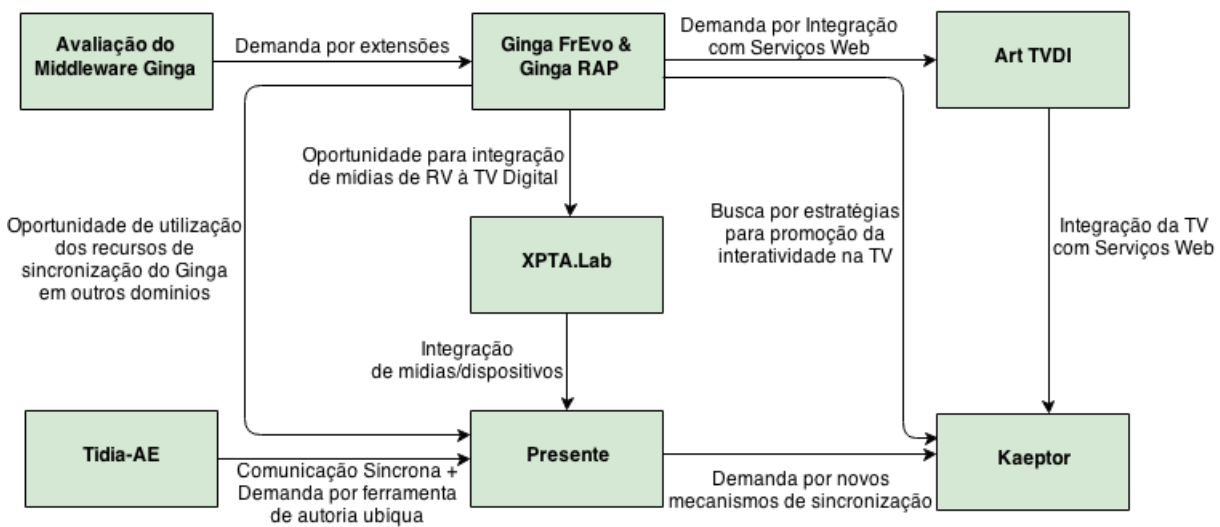 Avaliação do
Middleware Ginga
Demanda por extensões
Ginga FrEvo &
Ginga RAP
Demanda por Integração
com Serviços Web
Art TVDI
Oportunidade para integração
de mídias de RV à TV Digital
Oportunidade de utilização
dos recursos de
sincronização do Ginga
em outros domínios
XPTA.Lab
Busca por estratégias
para promoção da
interatividade na TV
Integração da TV
com Serviços Web
Integração
de mídias/dispositivos
Tidia-AE
Comunicação Síncrona +
Demanda por ferramenta
de autoria ubiqua
Presente
Demanda por novos
mecanismos de sincronização
Kaeptor